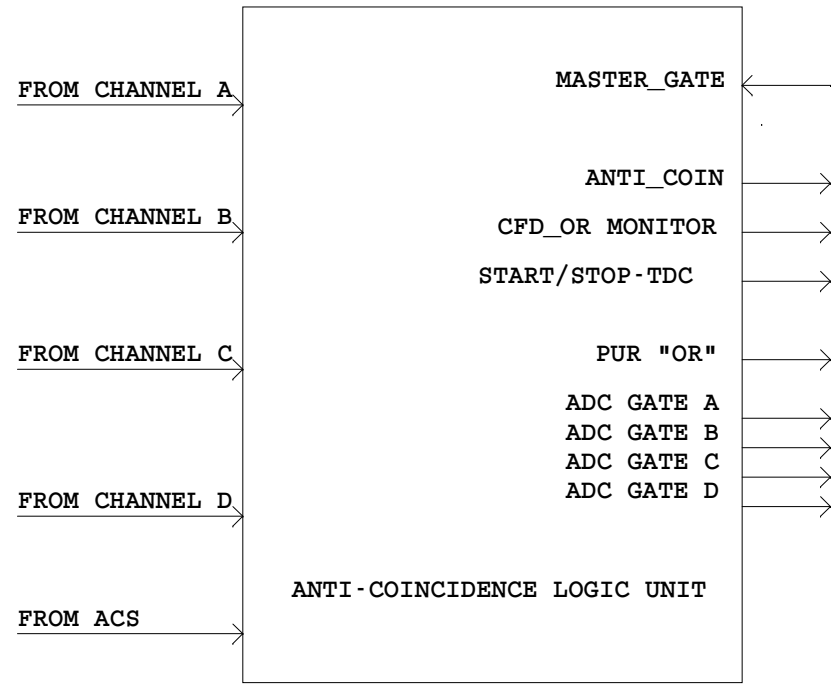 FROM CHANNEL A
MASTER_GATE
ANTI_COIN
FROM CHANNEL B
CFD_OR MONITOR
START/STOP-TDC
FROM CHANNEL C
PUR "OR"
ADC GATE A
ADC GATE B
ADC GATE C
ADC GATE D
FROM CHANNEL D
ANTI-COINCIDENCE LOGIC UNIT
FROM ACS